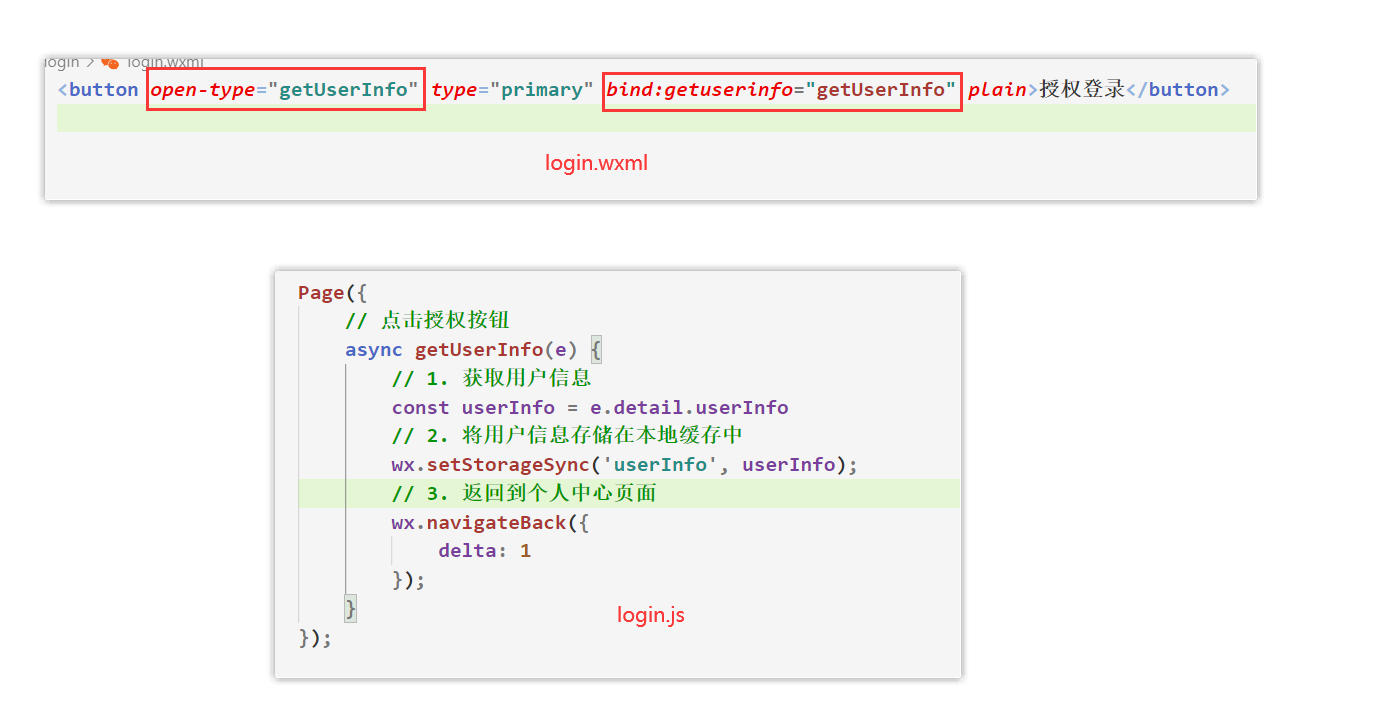 login > login.wxml
<button open-type="getUserInfo" type="primary" bind:getuserinfo="getUserInfo" plain>授权登录</button>
login.wxml
Page({
// 点击授权按钮
async getUserInfo(e) {
// 1. 获取用户信息
const userInfo = e.detail.userInfo
// 2. 将用户信息存储在本地缓存中
wx.setStorageSync('userInfo', userInfo);
// 3. 返回到个人中心页面
wx.navigateBack({
delta: 1
});
}
login.js
});